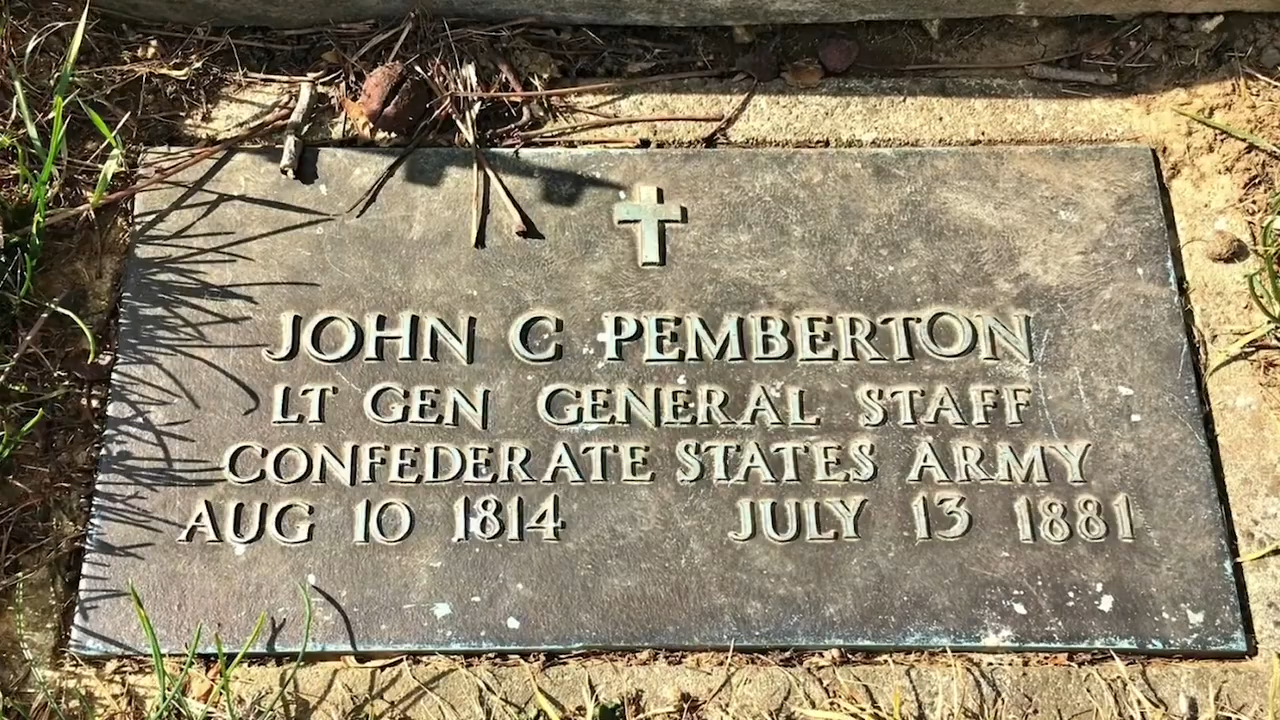 JOHN C PEMBERTON
LT GEN GENERAL STAFF
CONFEDERATE STATES ARMY
AUG 10 1814 JULY 13 1881